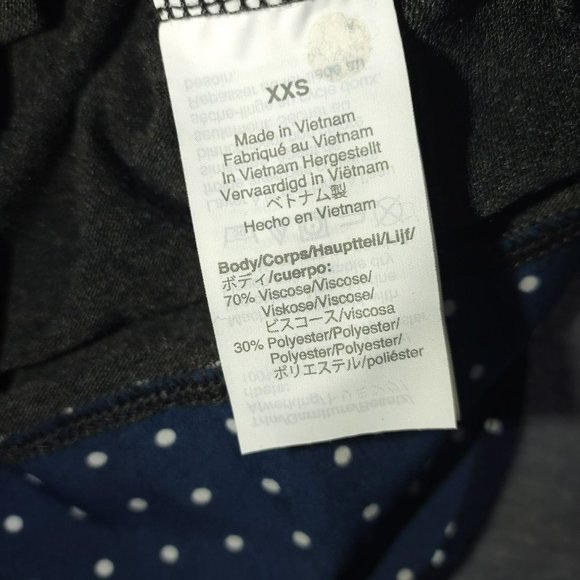 XXS
Made in Vietnam
Fabriqué au Vietnam
In Vietnam Hergestellt
Vervaardigd in Viêtnam
ベトナム製
Hecho en Vietnam
Body/Corps/Hauptteil/Lijf/
ボディ/cuerpo:
70% Viscose/Viscose/
Viskose/Viscose/
ビスコース/viscosa
30% Polyester/Polyester/
Polyester/Polyester/
ポリエステル/poliéster